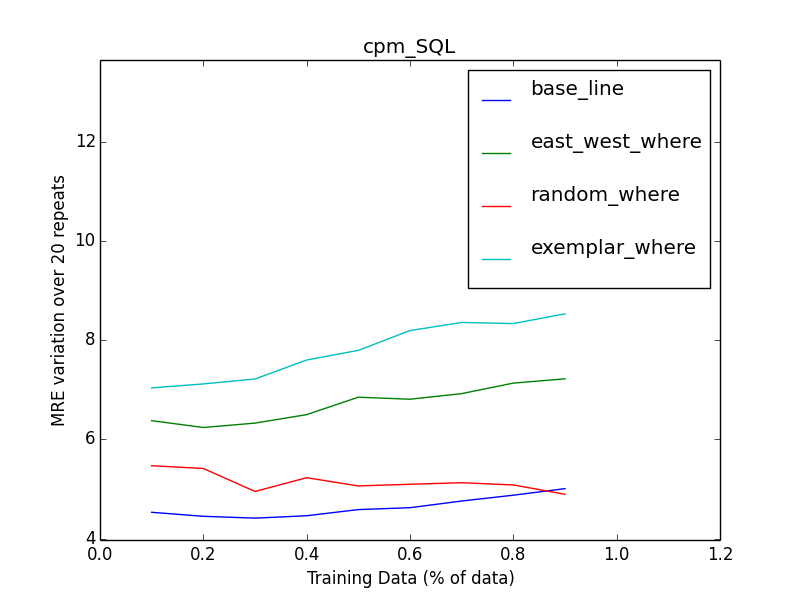 cpm_SQL
base_line
east_west_where
random_where
exemplar_where
MRE variation over 20 repeats
12
10
8
6
4
0.0 0.2 0.4 0.6 0.8 1.0 1.2
Training Data (% of data)